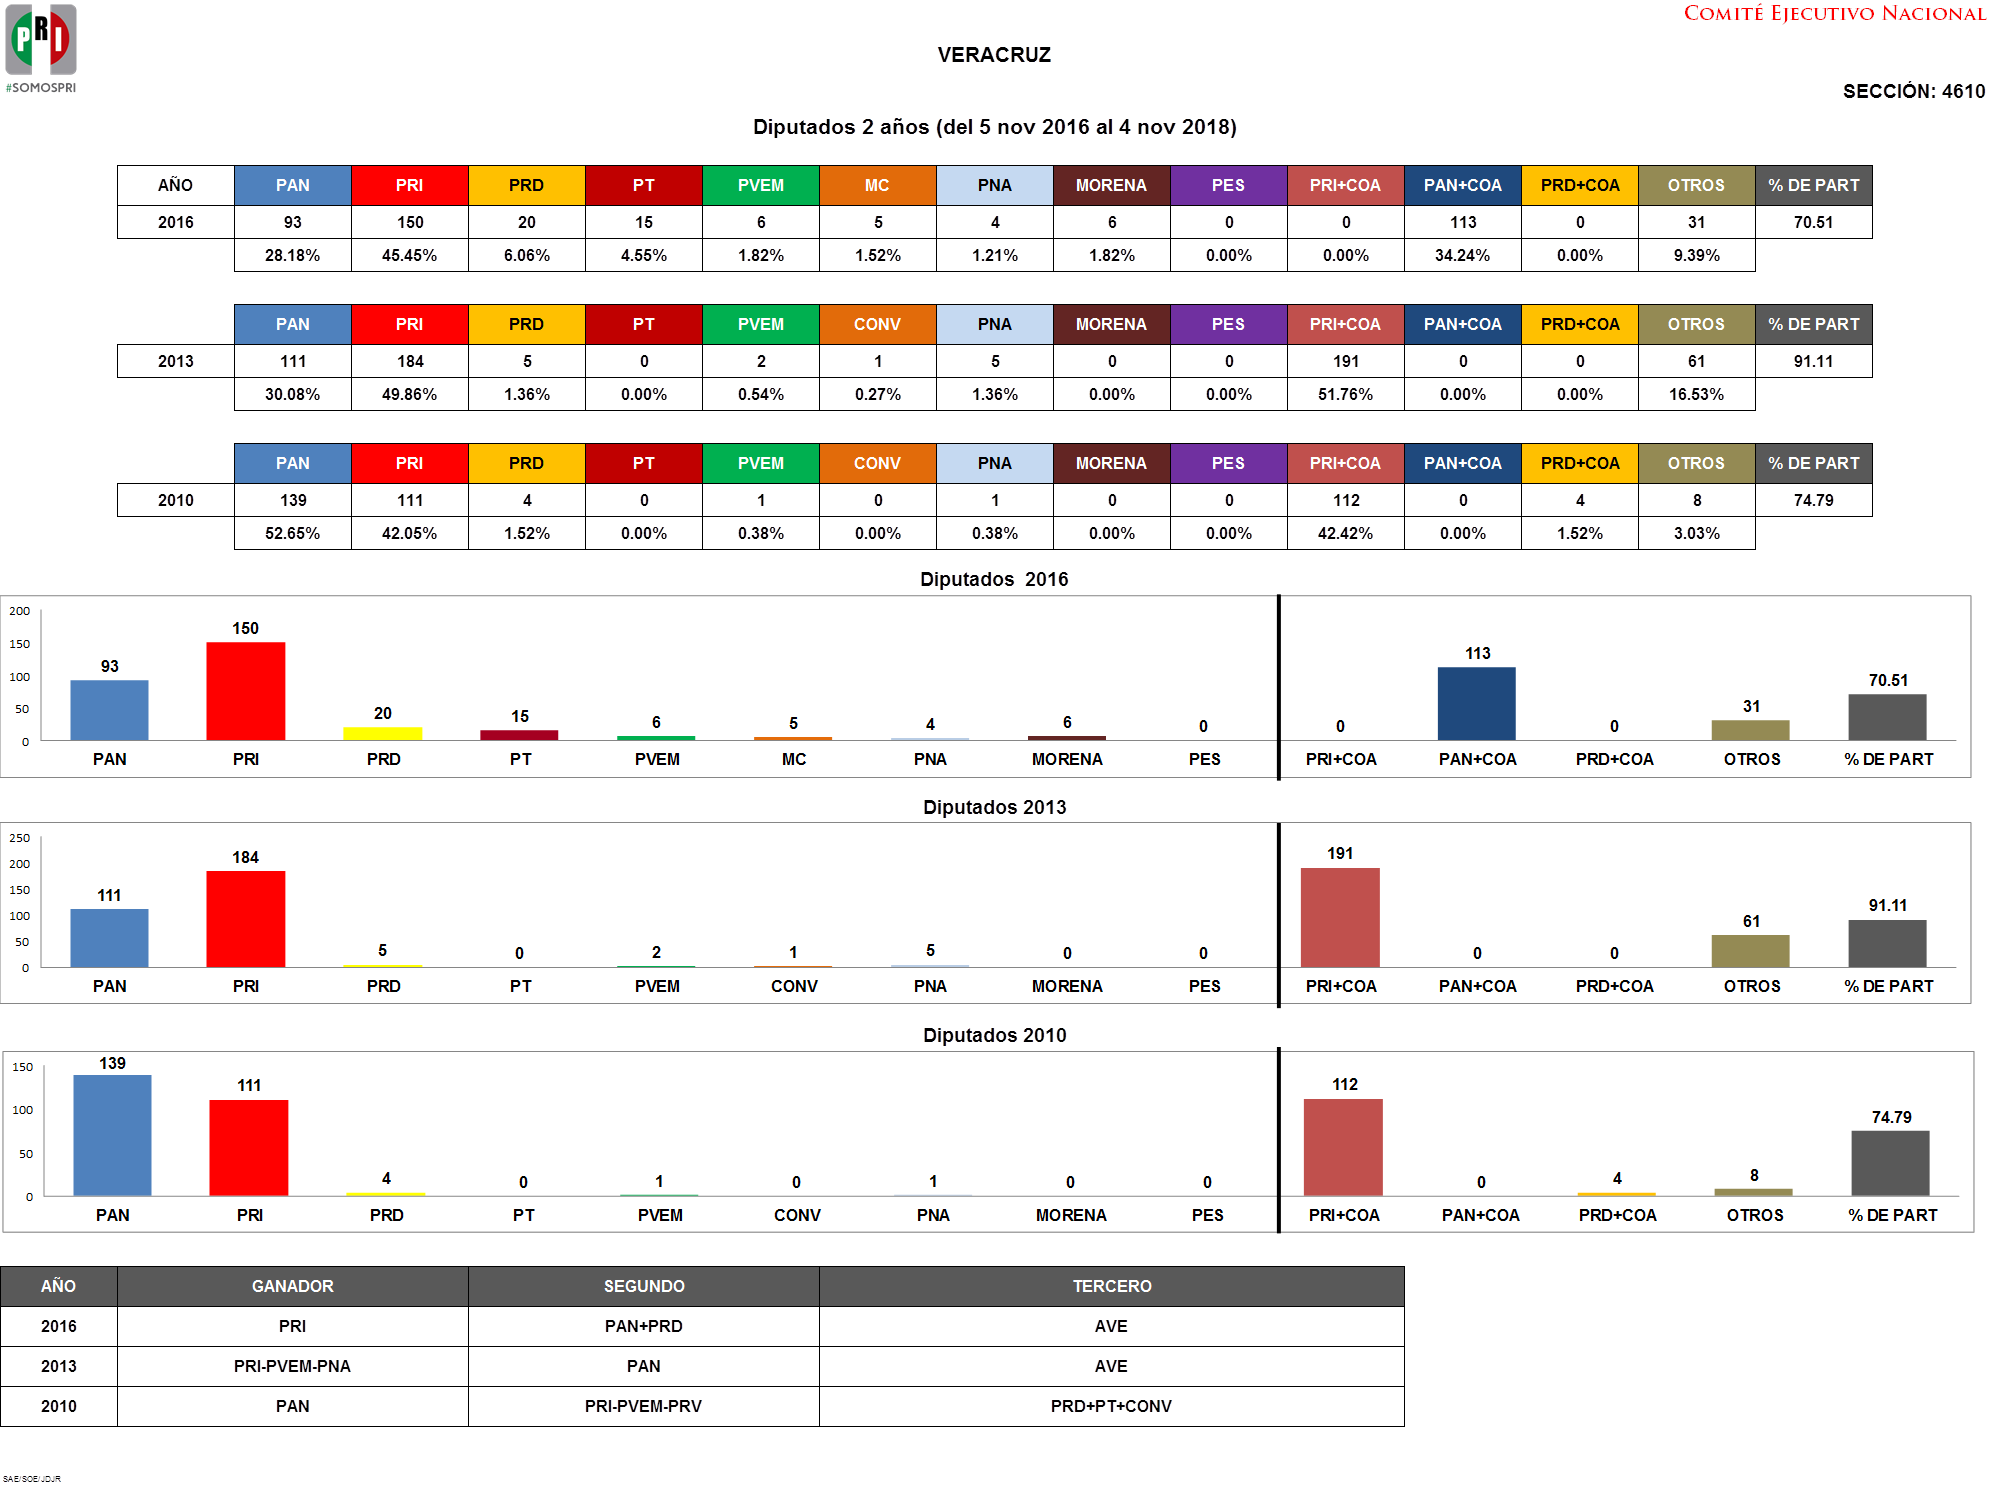 COMITÉ EJECUTIVO NACIONAL
PRI
#SOMOSPRI
VERACRUZ
SECCIÓN: 4610
Diputados 2 años (del 5 nov 2016 al 4 nov 2018)
AÑO PAN PRI PRD PT PVEM MC PNA MORENA PES PRI+COA PAN+COA PRD+COA OTROS % DE PART
2016 93 150 20 15 6 5 4 6 0 0 113 0 31 70.51
28.18% 45.45% 6.06% 4.55% 1.82% 1.52% 1.21% 1.82% 0.00% 0.00% 34.24% 0.00% 9.39%
PAN PRI PRD PT PVEM CONV PNA MORENA PES PRI+COA PAN+COA PRD+COA OTROS % DE PART
2013 111 184 5 0 2 1 5 0 0 191 0 0 61 91.11
30.08% 49.86% 1.36% 0.00% 0.54% 0.27% 1.36% 0.00% 0.00% 51.76% 0.00% 0.00% 16.53%
PAN PRI PRD PT PVEM CONV PNA MORENA PES PRI+COA PAN+COA PRD+COA OTROS % DE PART
2010 139 111 4 0 1 0 1 0 0 112 0 4 8 74.79
52.65% 42.05% 1.52% 0.00% 0.38% 0.00% 0.38% 0.00% 0.00% 42.42% 0.00% 1.52% 3.03%
Diputados 2016
200
150
100
50
0
93 150 20 15 6 5 4 6 0 0 113 0 31 70.51
PAN PRI PRD PT PVEM MC PNA MORENA PES PRI+COA PAN+COA PRD+COA OTROS % DE PART
Diputados 2013
250
200
150
100
50
0
111 184 5 0 2 1 5 0 0 191 0 0 61 91.11
PAN PRI PRD PT PVEM CONV PNA MORENA PES PRI+COA PAN+COA PRD+COA OTROS % DE PART
Diputados 2010
150
100
50
0
139 111 4 0 1 0 1 0 0 112 0 4 8 74.79
PAN PRI PRD PT PVEM CONV PNA MORENA PES PRI+COA PAN+COA PRD+COA OTROS % DE PART
AÑO GANADOR SEGUNDO TERCERO
2016 PRI PAN+PRD AVE
2013 PRI-PVEM-PNA PAN AVE
2010 PAN PRI-PVEM-PRV PRD+PT+CONV
SAE/SOE/JDJR